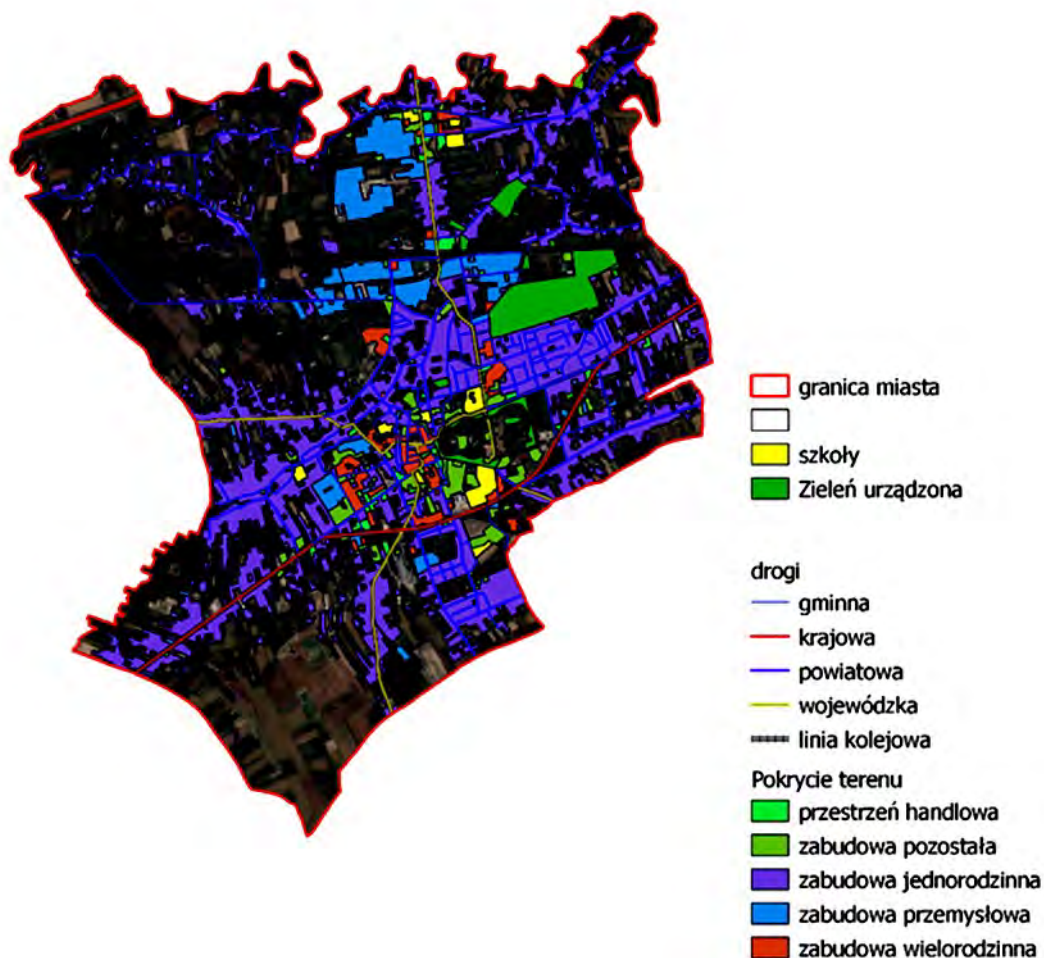 granica miasta
szkoły
Zieleń urządzona
drogi
gminna
krajowa
powiatowa
wojewódzka
linia kolejowa
Pokrycie terenu
przestrzeń handlowa
zabudowa pozostała
zabudowa jednorodzinna
zabudowa przemysłowa
zabudowa wielorodzinna